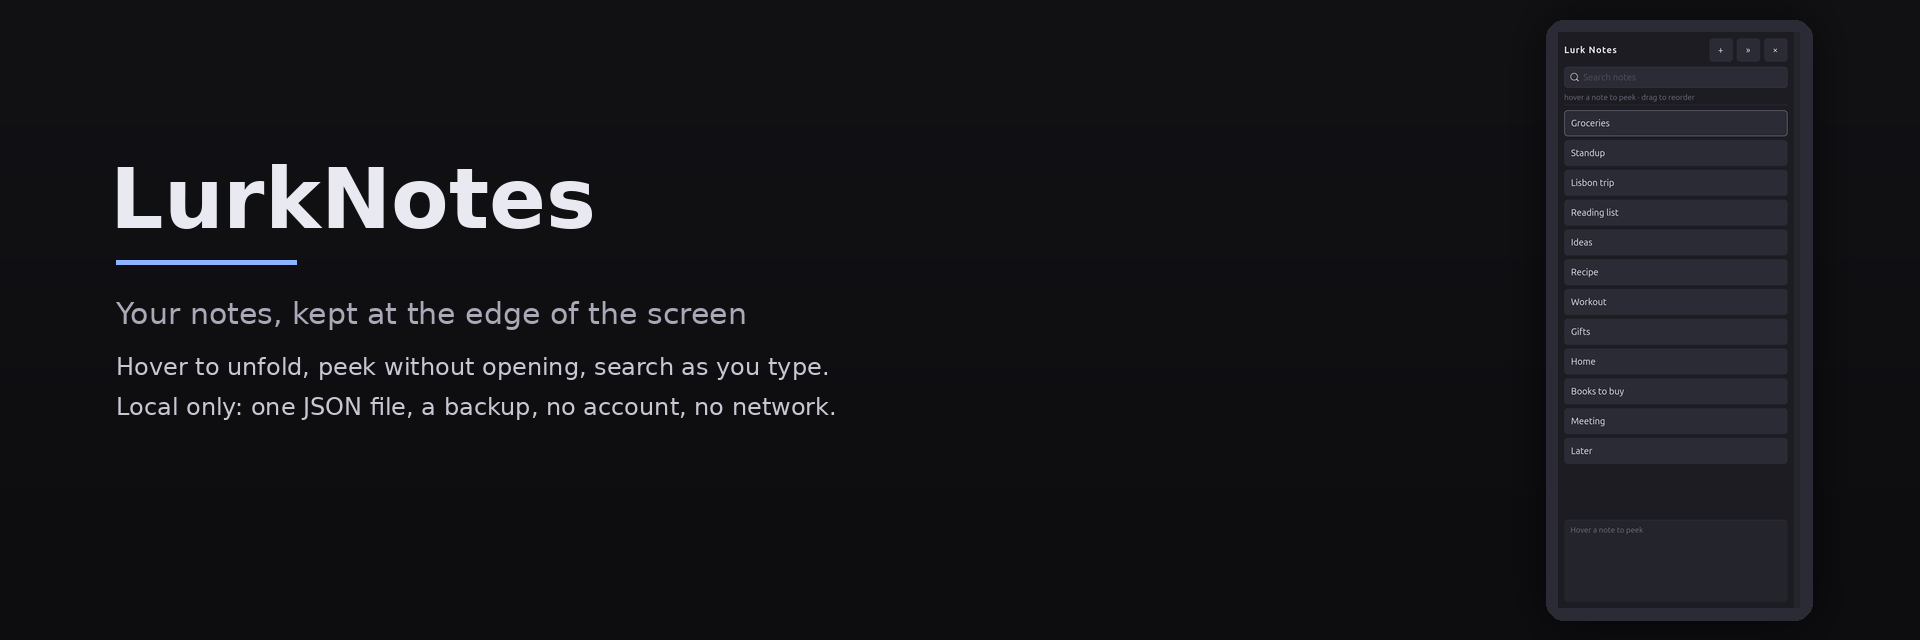 LurkNotes
Your notes, kept at the edge of the screen
Hover to unfold, peek without opening, search as you type.
Local only: one JSON file, a backup, no account, no network.
Lurk Notes + » ×
Search notes
hover a note to peek · drag to reorder
Groceries
Standup
Lisbon trip
Reading list
Ideas
Recipe
Workout
Gifts
Home
Books to buy
Meeting
Later
Hover a note to peek